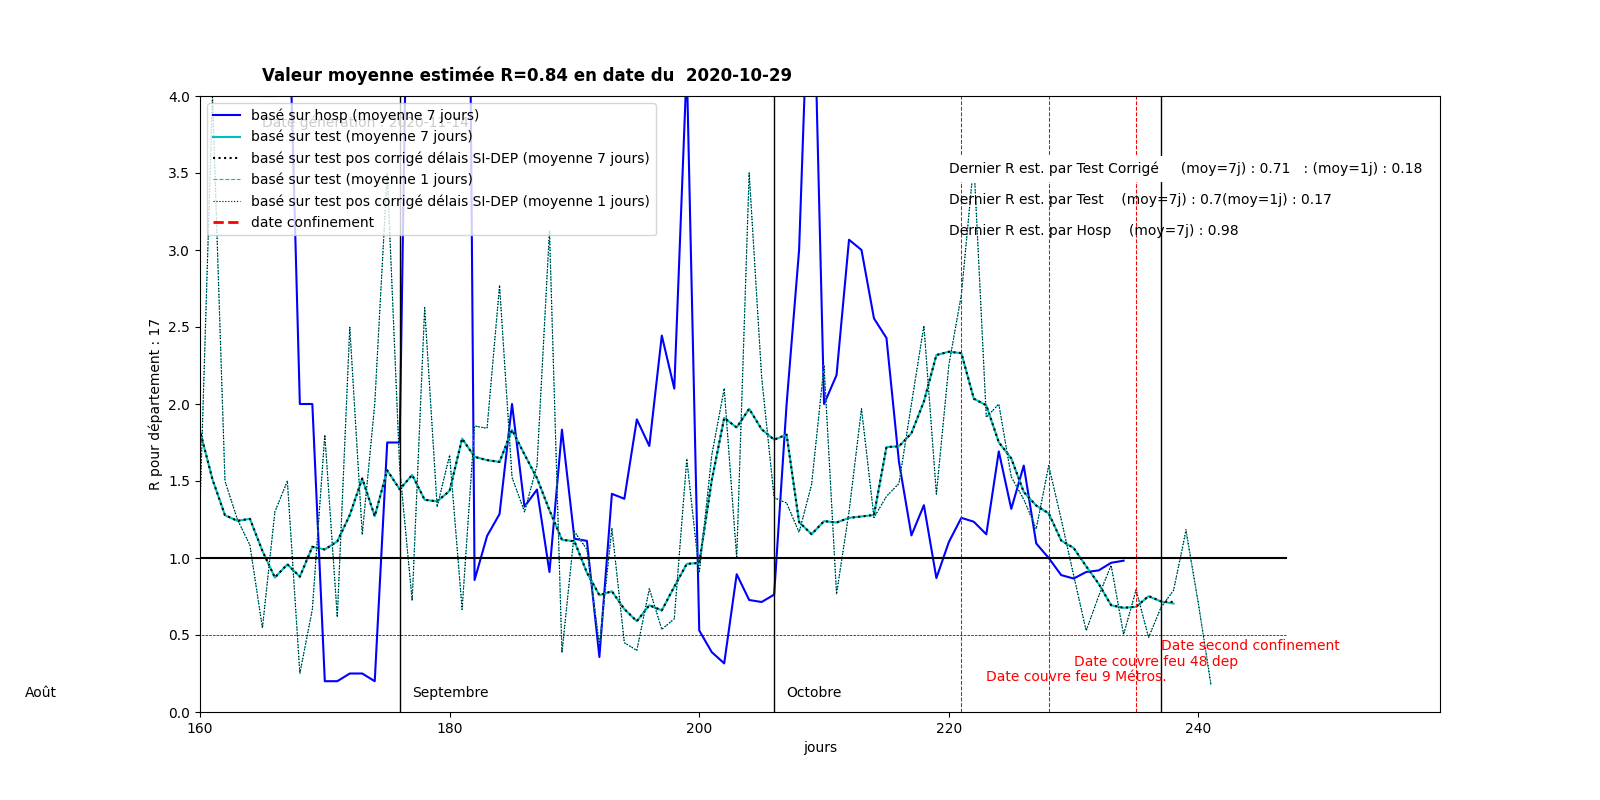 Valeur moyenne estimée R=0.84 en date du  2020-10-29
4.0
3.5
3.0
2.5
2.0
1.5
1.0
0.5
0.0
R pour département : 17
Date génération : 2020-11-14
basé sur hosp (moyenne 7 jours)
basé sur test (moyenne 7 jours)
basé sur test pos corrigé délais SI-DEP (moyenne 7 jours)
basé sur test (moyenne 1 jours)
basé sur test pos corrigé délais SI-DEP (moyenne 1 jours)
date confinement
Dernier R est. par Test Corrigé     (moy=7j) : 0.71   : (moy=1j) : 0.18
Dernier R est. par Test    (moy=7j) : 0.7(moy=1j) : 0.17
Dernier R est. par Hosp    (moy=7j) : 0.98
Date second confinement
Date couvre feu 48 dep
Date couvre feu 9 Métros.
Août
Septembre
Octobre
160
180
200
220
240
jours